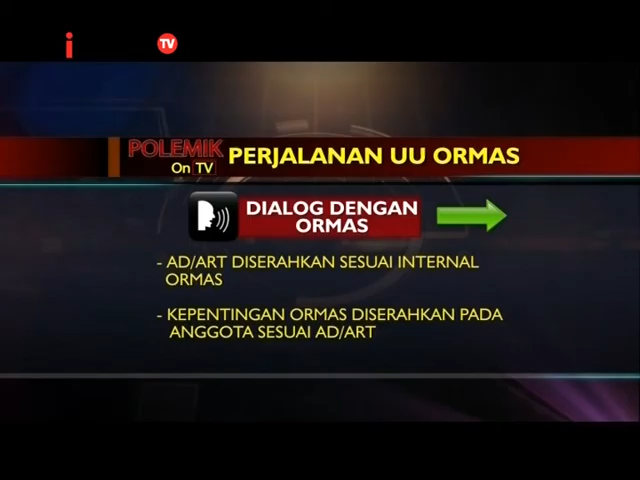 i TV
POLEMIK
On TV
PERJALANAN UU ORMAS
DIALOG DENGAN
ORMAS
- AD/ART DISERAHKAN SESUAI INTERNAL
ORMAS
- KEPENTINGAN ORMAS DISERAHKAN PADA
ANGGOTA SESUAI AD/ART